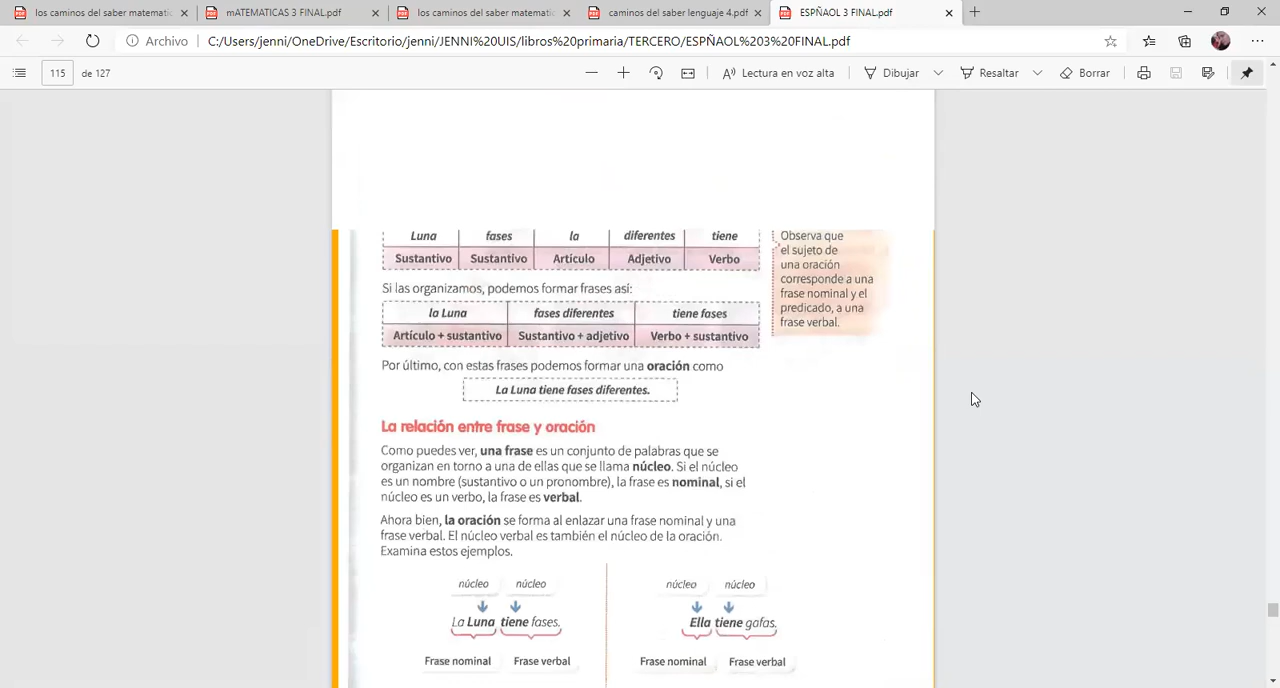 los caminos del saber matematic
mATEMATICAS 3 FINAL.pdf
los caminos del saber matematic
caminos del saber lenguaje 4.pdf
ESPÑAOL 3 FINAL.pdf
Archivo C:/Users/jenni/OneDrive/Escritorio/jenni/JENNI%20UIS/libros%20primaria/TERCERO/ESPÑAOL%203%20FINAL.pdf
115 de 127 Lectura en voz alta Dibujar Resaltar Borrar
Luna fases la diferentes tiene
Sustantivo Sustantivo Artículo Adjetivo Verbo
Si las organizamos, podemos formar frases así:
la Luna fases diferentes tiene fases
Artículo + sustantivo Sustantivo + adjetivo Verbo + sustantivo
Observa que
el sujeto de
una oración
corresponde a una
frase nominal y el
predicado, a una
frase verbal.
Por último, con estas frases podemos formar una oración como
La Luna tiene fases diferentes.
La relación entre frase y oración
Como puedes ver, una frase es un conjunto de palabras que se
organizan en torno a una de ellas que se llama núcleo. Si el núcleo
es un nombre (sustantivo o un pronombre), la frase es nominal, si el
núcleo es un verbo, la frase es verbal.
Ahora bien, la oración se forma al enlazar una frase nominal y una
frase verbal. El núcleo verbal es también el núcleo de la oración.
Examina estos ejemplos.
núcleo núcleo
La Luna tiene fases.
Frase nominal Frase verbal
núcleo núcleo
Ella tiene gafas.
Frase nominal Frase verbal